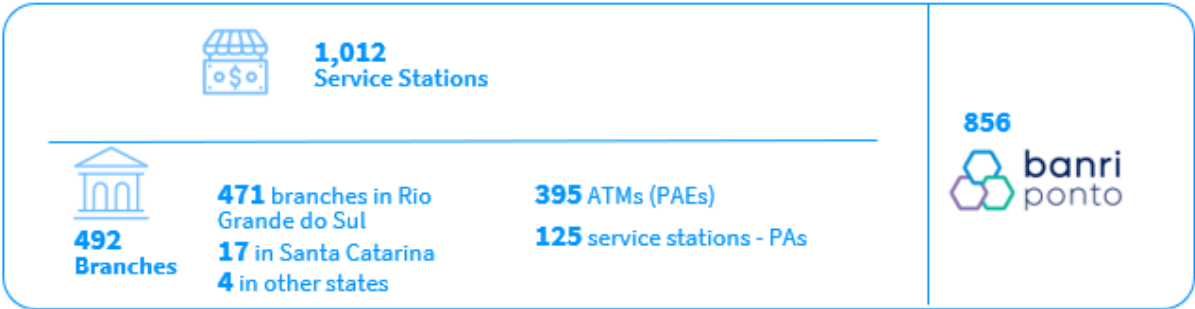 1,012
Service Stations
492
Branches
471 branches in Rio
Grande do Sul
17 in Santa Catarina
4 in other states
395 ATMs (PAEs)
125 service stations - PAs
856
banri
ponto